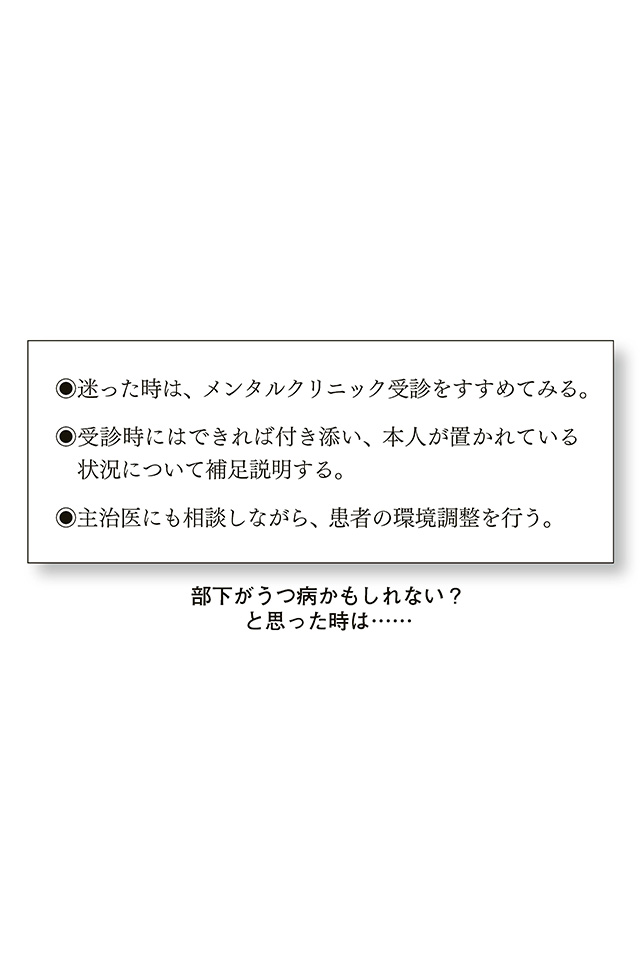 ◉迷った時は、メンタルクリニック受診をすすめてみる。
◉受診時にはできれば付き添い、本人が置かれている
状況について補足説明する。
◉主治医にも相談しながら、患者の環境調整を行う。
部下がうつ病かもしれない？
と思った時は……